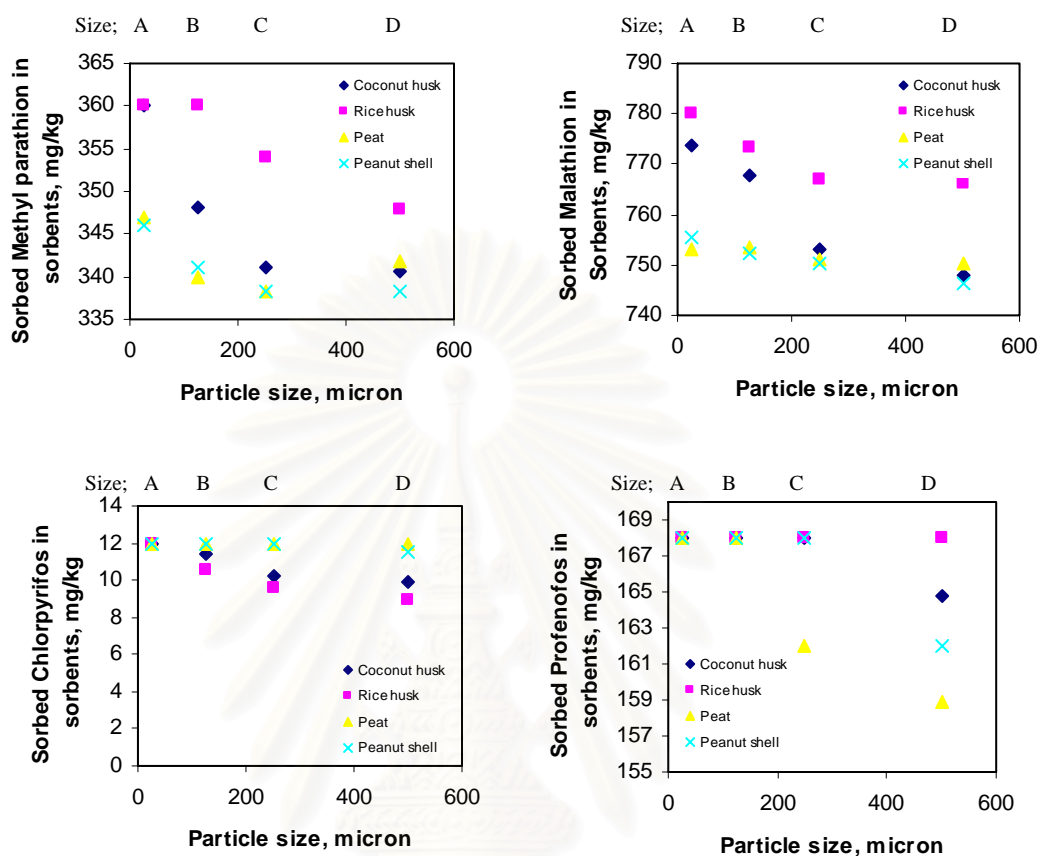 Size; A B C D
Sorbed Methyl parathion in
sorbents, mg/kg
365
360
355
350
345
340
335
0 200 400 600
Particle size, micron
Coconut husk
Rice husk
Peat
Peanut shell
Size; A B C D
Sorbed Malathion in
Sorbents, mg/kg
790
780
770
760
750
740
0 200 400 600
Particle size, micron
Coconut husk
Rice husk
Peat
Peanut shell
Size; A B C D
Sorbed Chlorpyrifos in
sorbents, mg/kg
14
12
10
8
6
4
2
0
0 200 400 600
Particle size, micron
Coconut husk
Rice husk
Peat
Peanut shell
Size; A B C D
Sorbed Profenofos in
sorbents, mg/kg
169
167
165
163
161
159
157
155
0 200 400 600
Particle size, micron
Coconut husk
Rice husk
Peat
Peanut shell